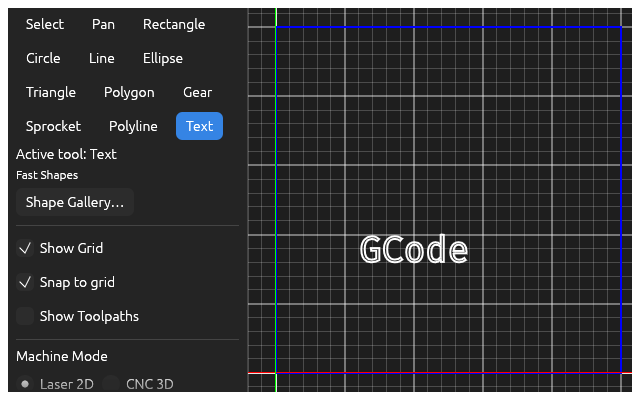 Select Pan Rectangle
Circle Line Ellipse
Triangle Polygon Gear
Sprocket Polyline Text
Active tool: Text
Fast Shapes
Shape Gallery...
Show Grid
Snap to grid
Show Toolpaths
Machine Mode
Laser 2D CNC 3D
GCode